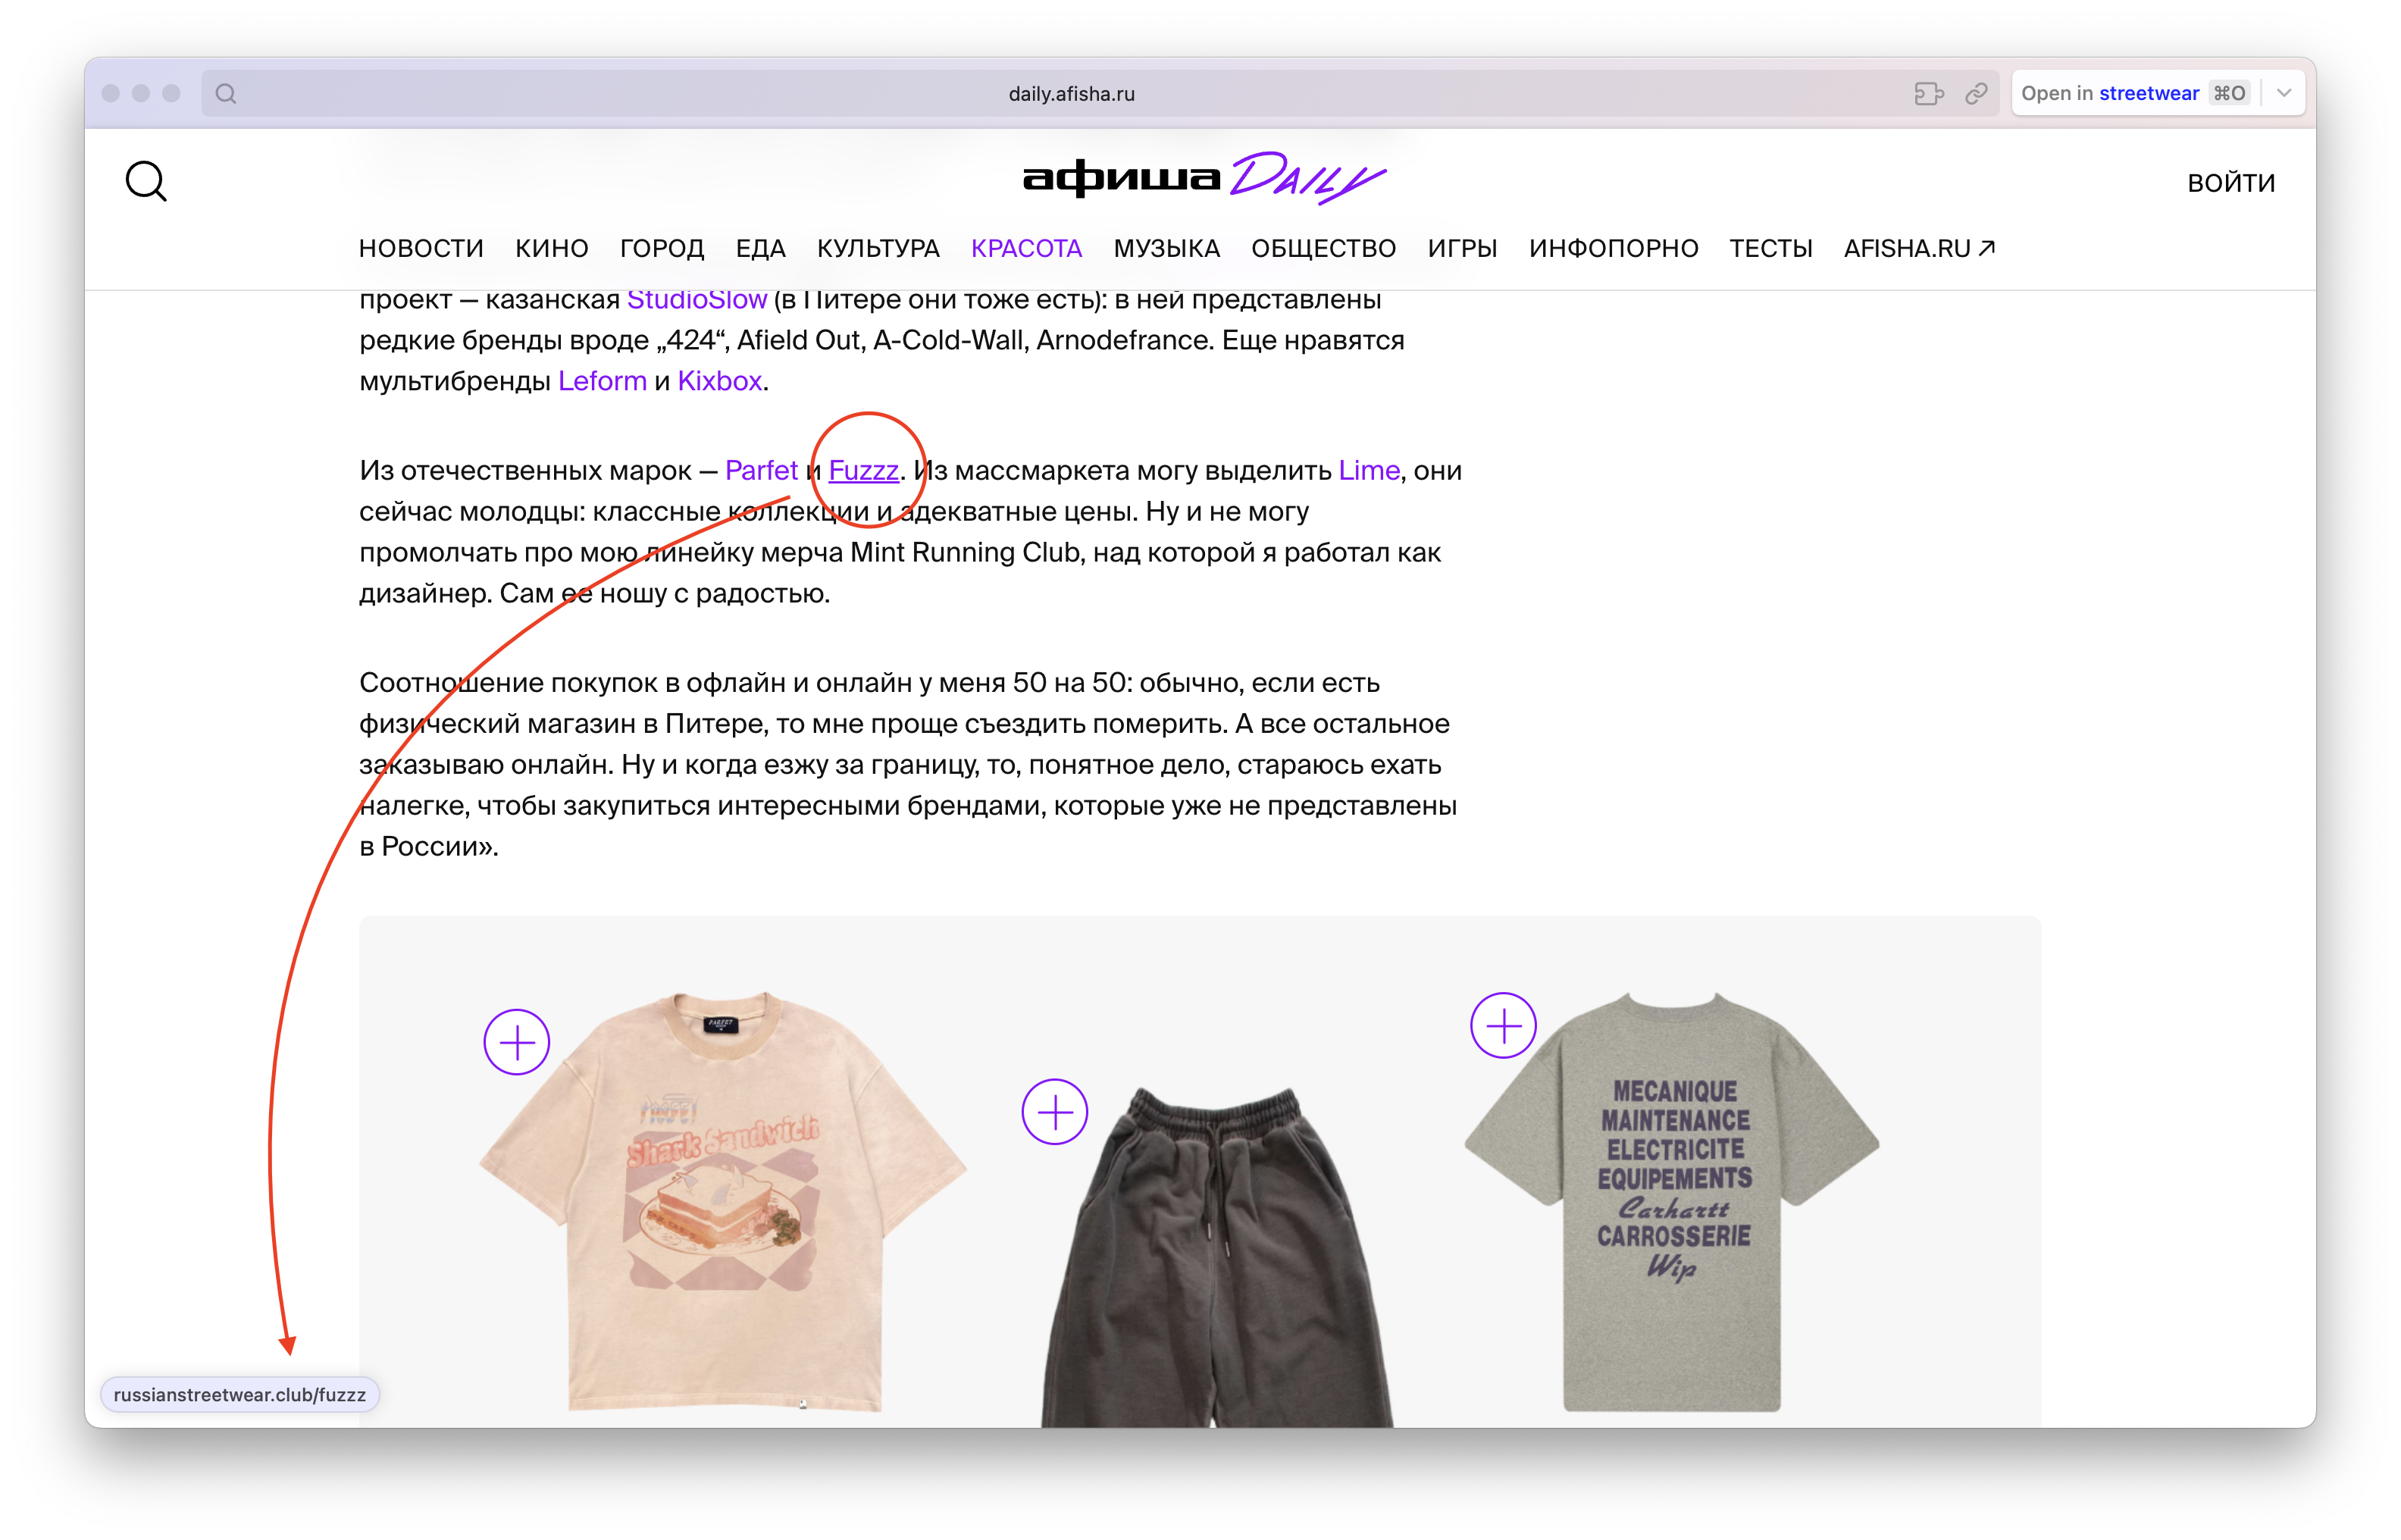 daily.afisha.ru
Open in streetwear ⌘O
афиша DAILY
ВОЙТИ
НОВОСТИ КИНО ГОРОД ЕДА КУЛЬТУРА КРАСОТА МУЗЫКА ОБЩЕСТВО ИГРЫ ИНФОПОРНО ТЕСТЫ AFISHA.RU ↗
проект — казанская StudioSlow (в Питере они тоже есть): в ней представлены
редкие бренды вроде „424“, Afield Out, A-Cold-Wall, Arnodefrance. Еще нравятся
мультибренды Leform и Kixbox.
Из отечественных марок — Parfet и Fuzzz. Из массмаркета могу выделить Lime, они
сейчас молодцы: классные коллекции и адекватные цены. Ну и не могу
промолчать про мою линейку мерча Mint Running Club, над которой я работал как
дизайнер. Сам ее ношу с радостью.
Соотношение покупок в офлайн и онлайн у меня 50 на 50: обычно, если есть
физический магазин в Питере, то мне проще съездить померить. А все остальное
заказываю онлайн. Ну и когда езжу за границу, то, понятное дело, стараюсь ехать
налегке, чтобы закупиться интересными брендами, которые уже не представлены
в России».
PARFET
PARFET
Shark Sandwich
MECANIQUE
MAINTENANCE
ELECTRICITE
EQUIPEMENTS
Carhartt
CARROSSERIE
Wip
russianstreetwear.club/fuzzz